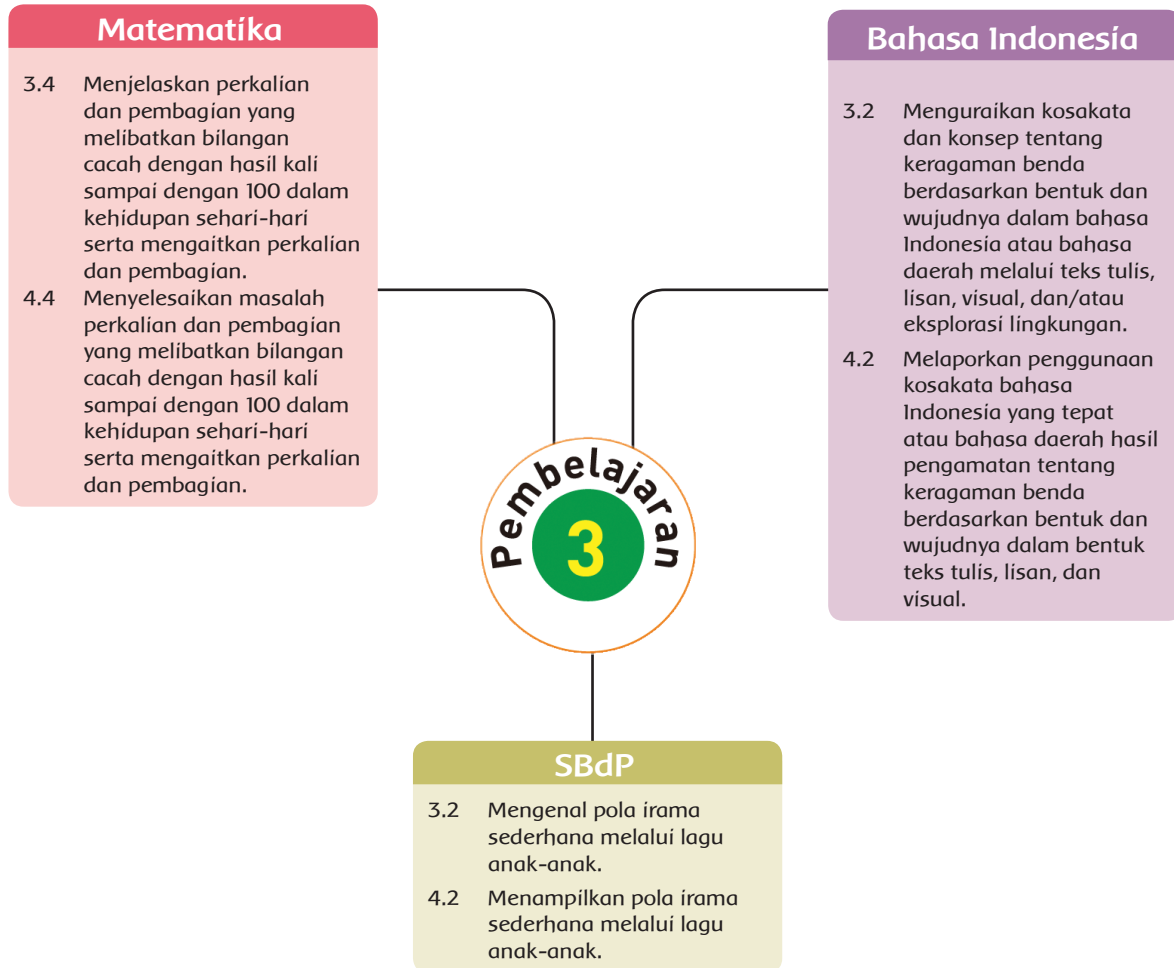 Matematika
3.4 Menjelaskan perkalian
dan pembagian yang
melibatkan bilangan
cacah dengan hasil kali
sampai dengan 100 dalam
kehidupan sehari-hari
serta mengaitkan perkalian
dan pembagian.
4.4 Menyelesaikan masalah
perkalian dan pembagian
yang melibatkan bilangan
cacah dengan hasil kali
sampai dengan 100 dalam
kehidupan sehari-hari
serta mengaitkan perkalian
dan pembagian.
Bahasa Indonesia
3.2 Menguraikan kosakata
dan konsep tentang
keragaman benda
berdasarkan bentuk dan
wujudnya dalam bahasa
Indonesia atau bahasa
daerah melalui teks tulis,
lisan, visual, dan/atau
eksplorasi lingkungan.
4.2 Melaporkan penggunaan
kosakata bahasa
Indonesia yang tepat
atau bahasa daerah hasil
pengamatan tentang
keragaman benda
berdasarkan bentuk dan
wujudnya dalam bentuk
teks tulis, lisan, dan
visual.
Pembelajaran
3
SBdP
3.2 Mengenal pola irama
sederhana melalui lagu
anak-anak.
4.2 Menampilkan pola irama
sederhana melalui lagu
anak-anak.